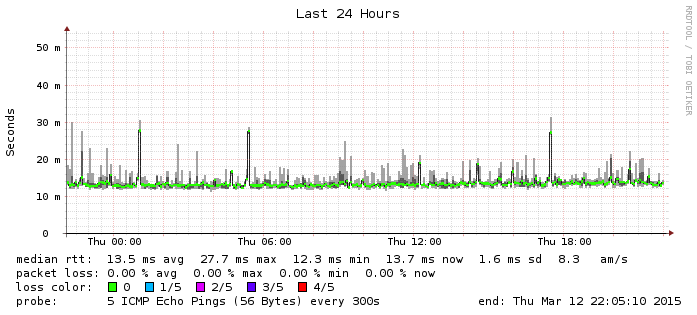 Last 24 Hours
RRDTOOL / TOBI OETIKER
Seconds
50 m
40 m
30 m
20 m
10 m
0
Thu 00:00 Thu 06:00 Thu 12:00 Thu 18:00
median rtt: 13.5 ms avg 27.7 ms max 12.3 ms min 13.7 ms now 1.6 ms sd 8.3 am/s
packet loss: 0.00 % avg 0.00 % max 0.00 % min 0.00 % now
loss color: 0 1/5 2/5 3/5 4/5
probe: 5 ICMP Echo Pings (56 Bytes) every 300s end: Thu Mar 12 22:05:10 2015